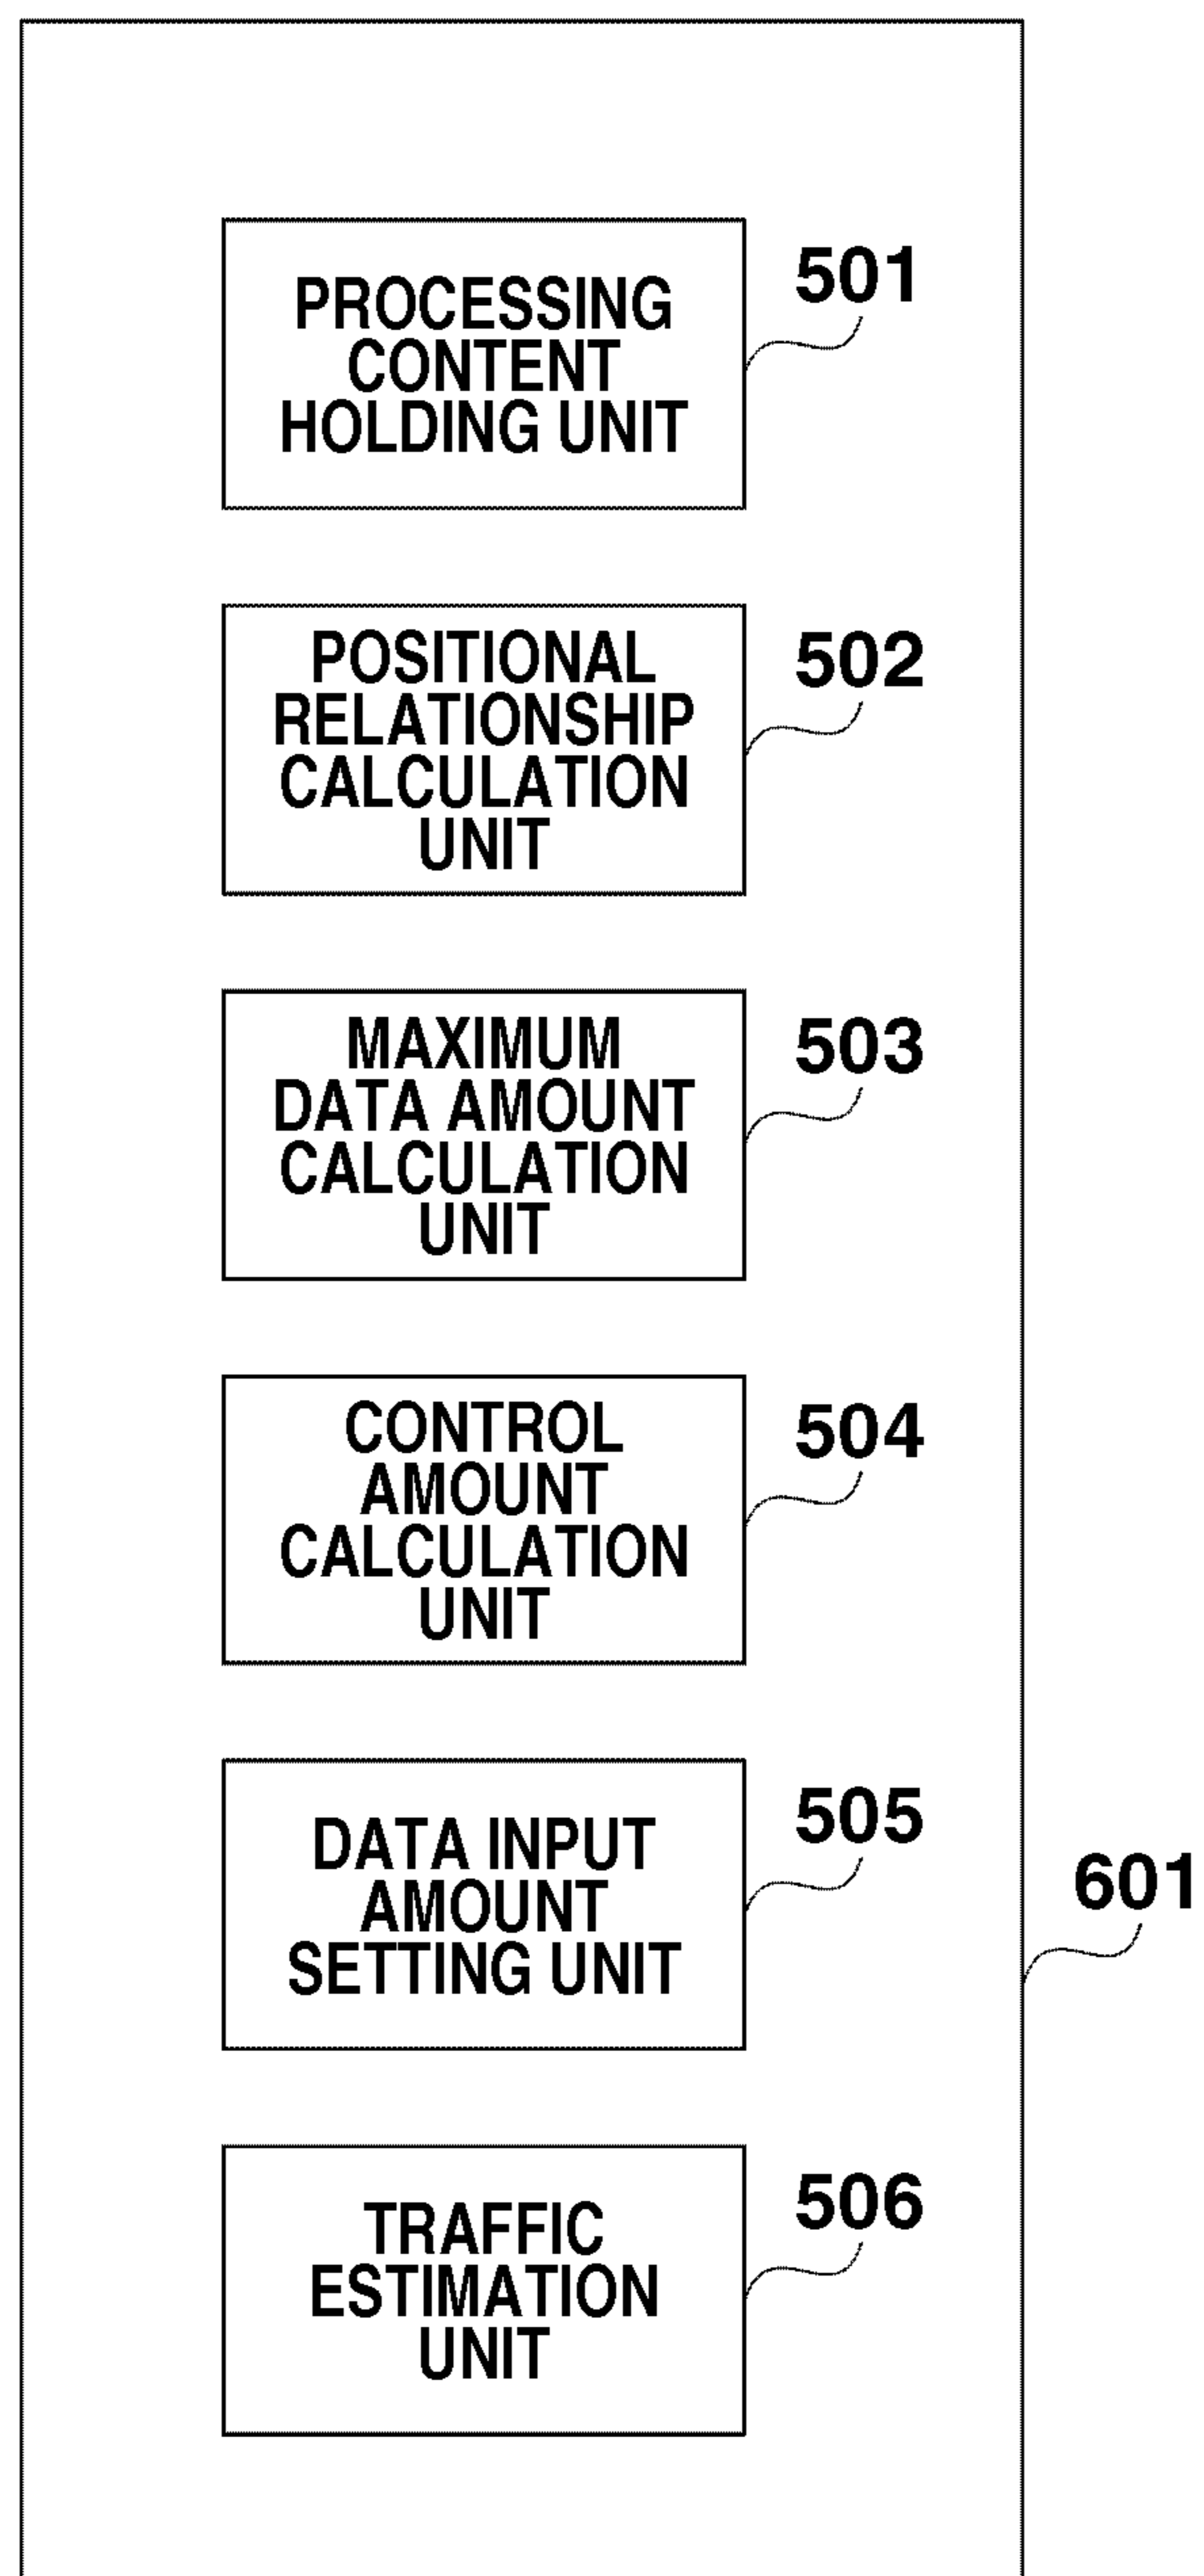 PROCESSING
CONTENT
HOLDING UNIT
501
POSITIONAL
RELATIONSHIP
CALCULATION
UNIT
502
MAXIMUM
DATA AMOUNT
CALCULATION
UNIT
503
CONTROL
AMOUNT
CALCULATION
UNIT
504
DATA INPUT
AMOUNT
SETTING UNIT
505
601
TRAFFIC
ESTIMATION
UNIT
506